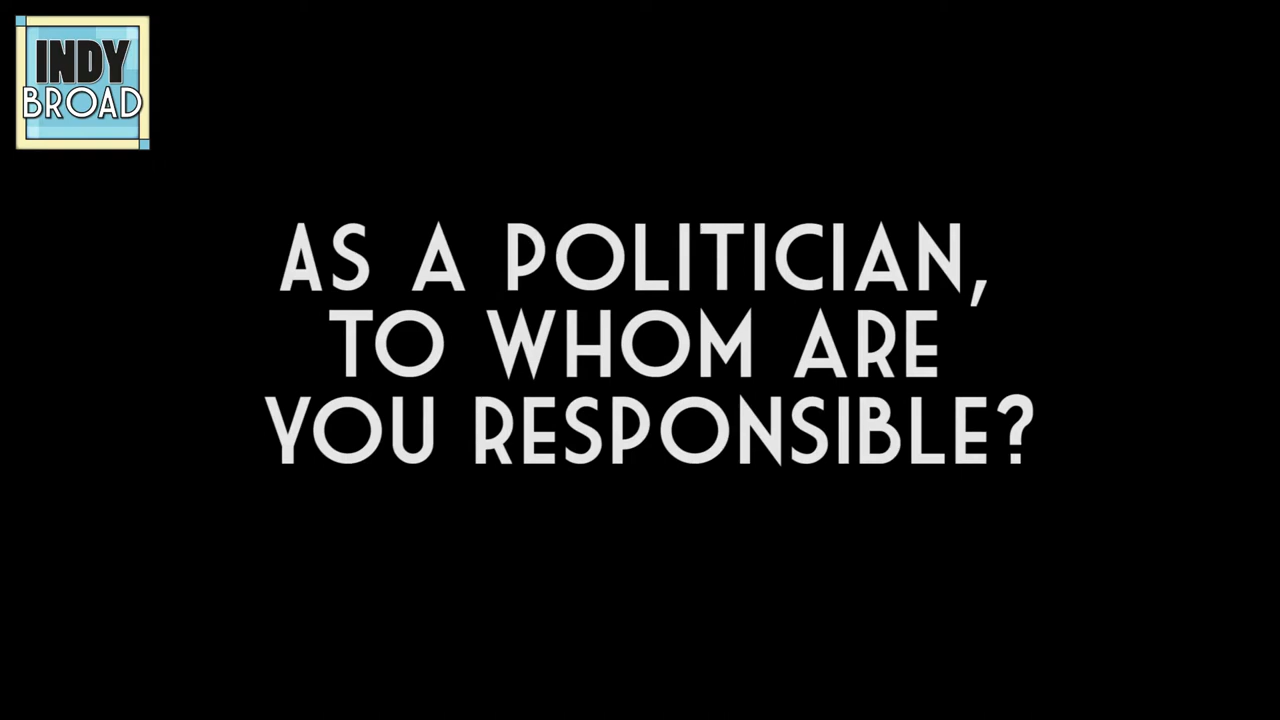 INDY
BROAD
AS A POLITICIAN,
TO WHOM ARE
YOU RESPONSIBLE?